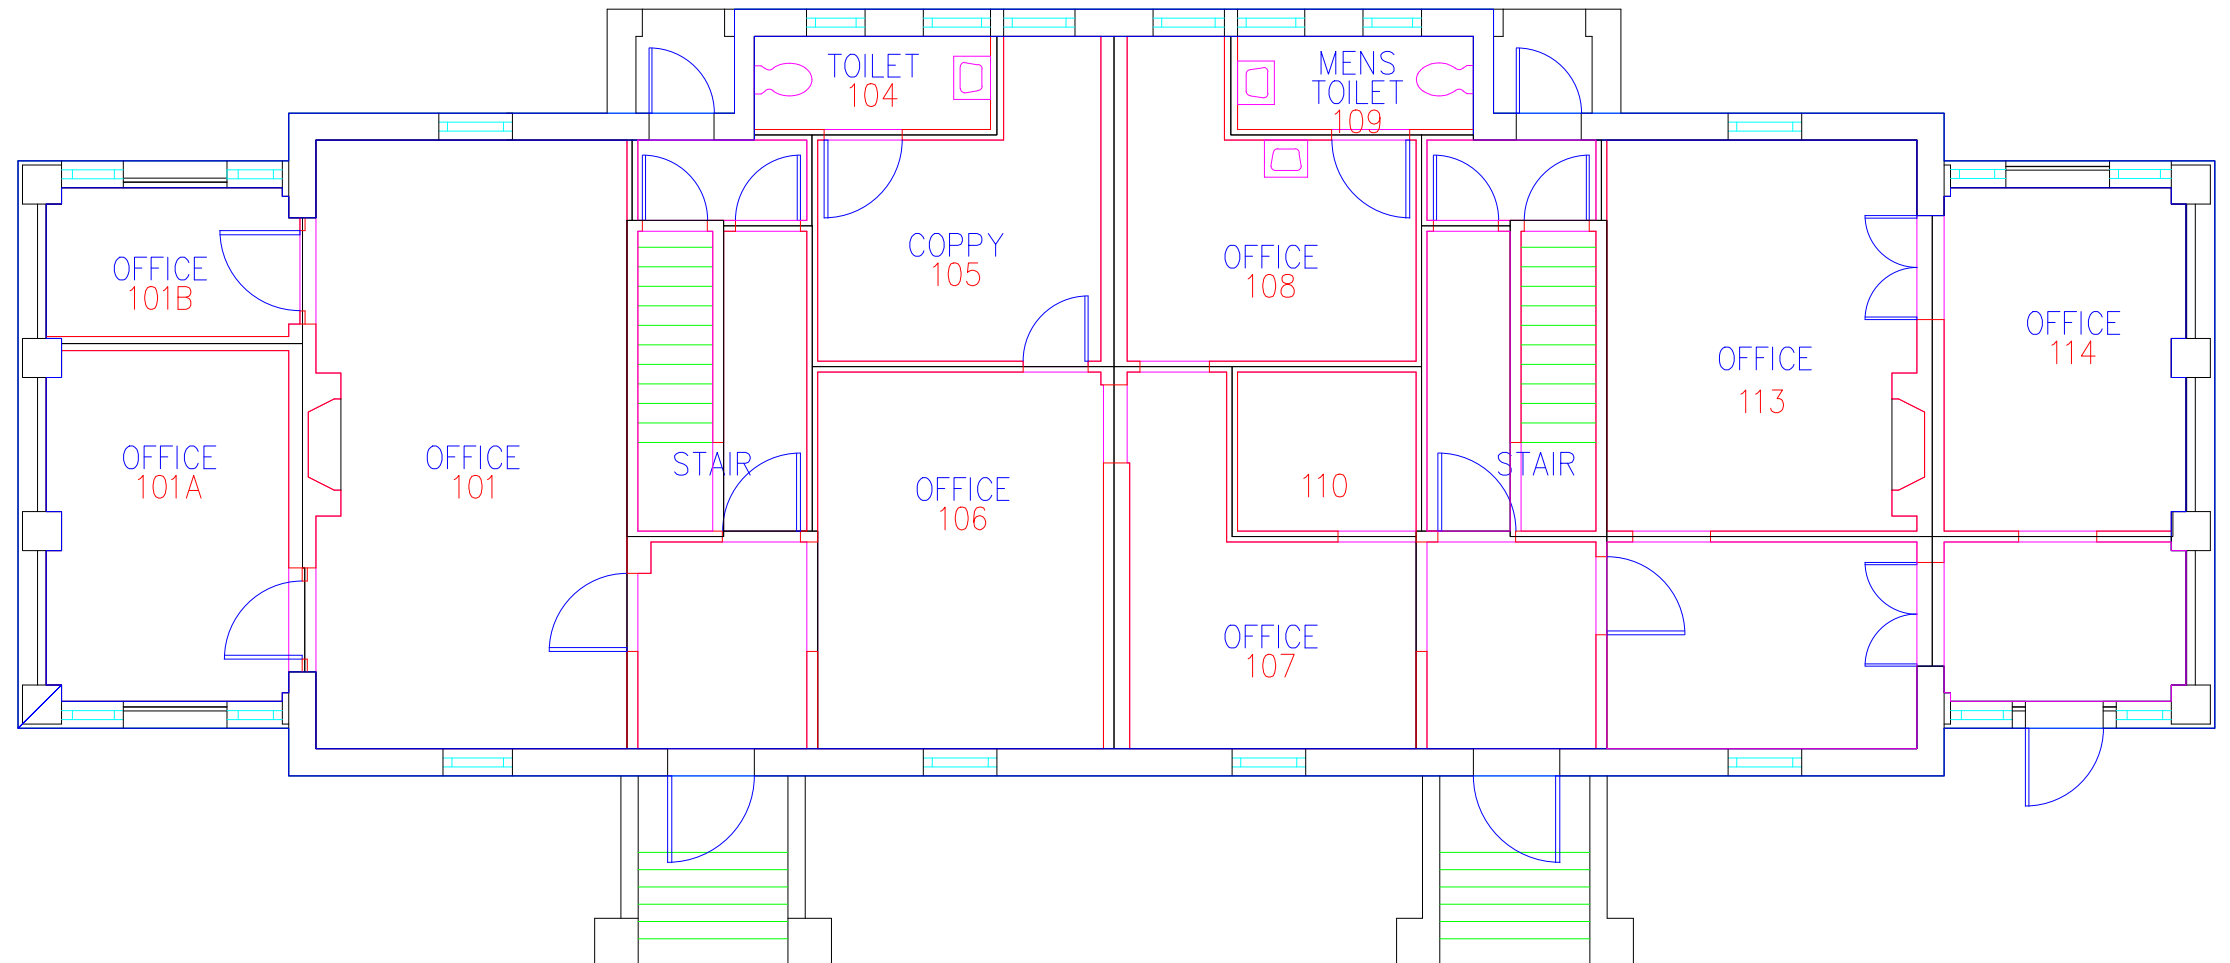 TOILET
104
MENS
TOILET
109
OFFICE
101B
COPPY
105
OFFICE
108
OFFICE
114
OFFICE
113
OFFICE
101A
OFFICE
101
STAIR
OFFICE
106
110
STAIR
OFFICE
107